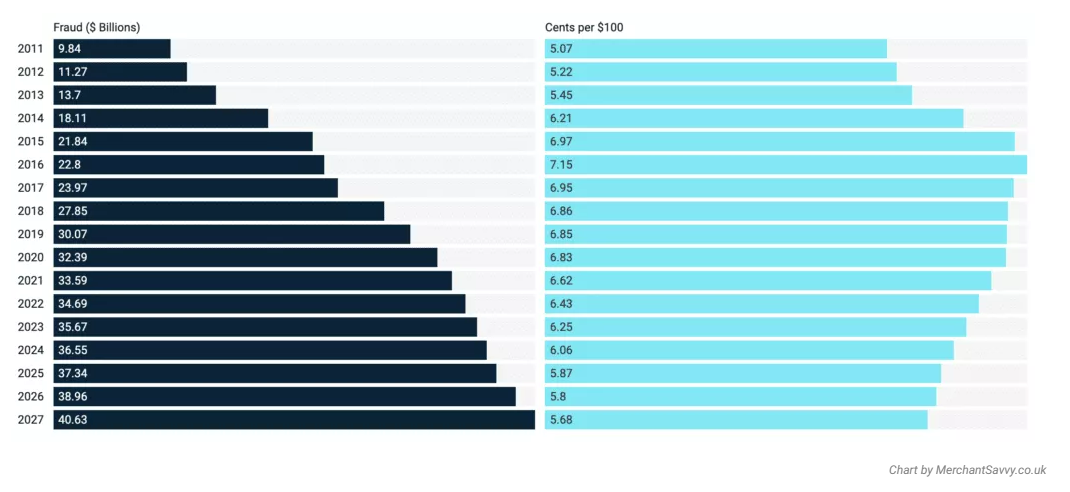 Fraud ($ Billions) Cents per $100
2011 9.84 5.07
2012 11.27 5.22
2013 13.7 5.45
2014 18.11 6.21
2015 21.84 6.97
2016 22.8 7.15
2017 23.97 6.95
2018 27.85 6.86
2019 30.07 6.85
2020 32.39 6.83
2021 33.59 6.62
2022 34.69 6.43
2023 35.67 6.25
2024 36.55 6.06
2025 37.34 5.87
2026 38.96 5.8
2027 40.63 5.68
Chart by MerchantSavvy.co.uk